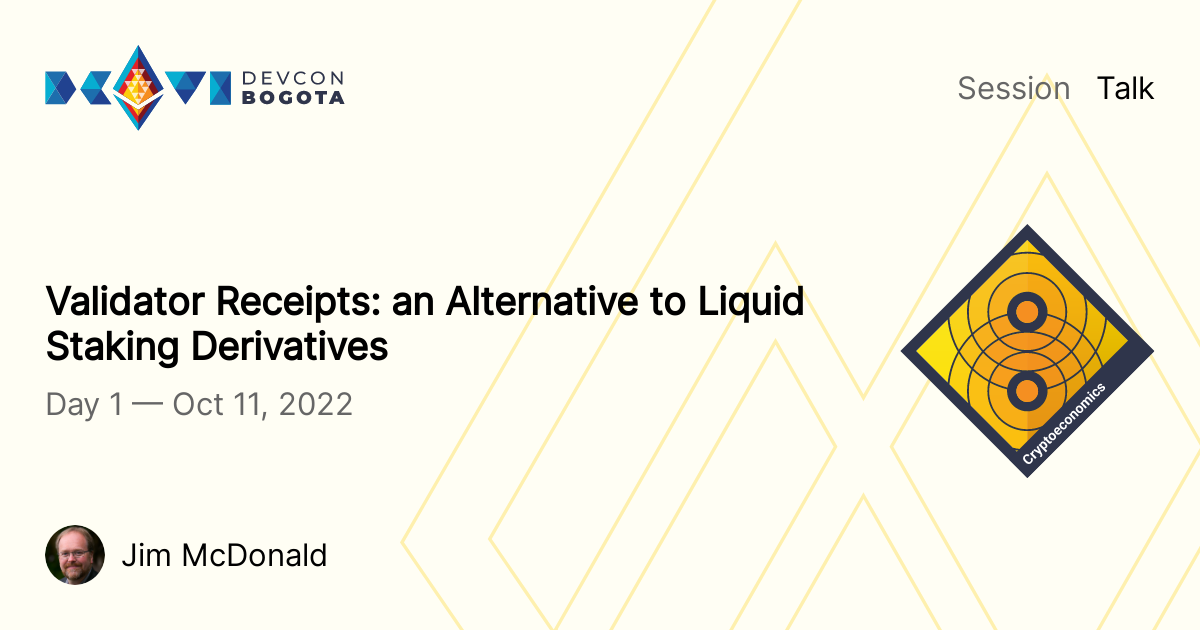 DEVCON
BOGOTA
Session Talk
Validator Receipts: an Alternative to Liquid
Staking Derivatives
Day 1 — Oct 11, 2022
Cryptoeconomics
Jim McDonald